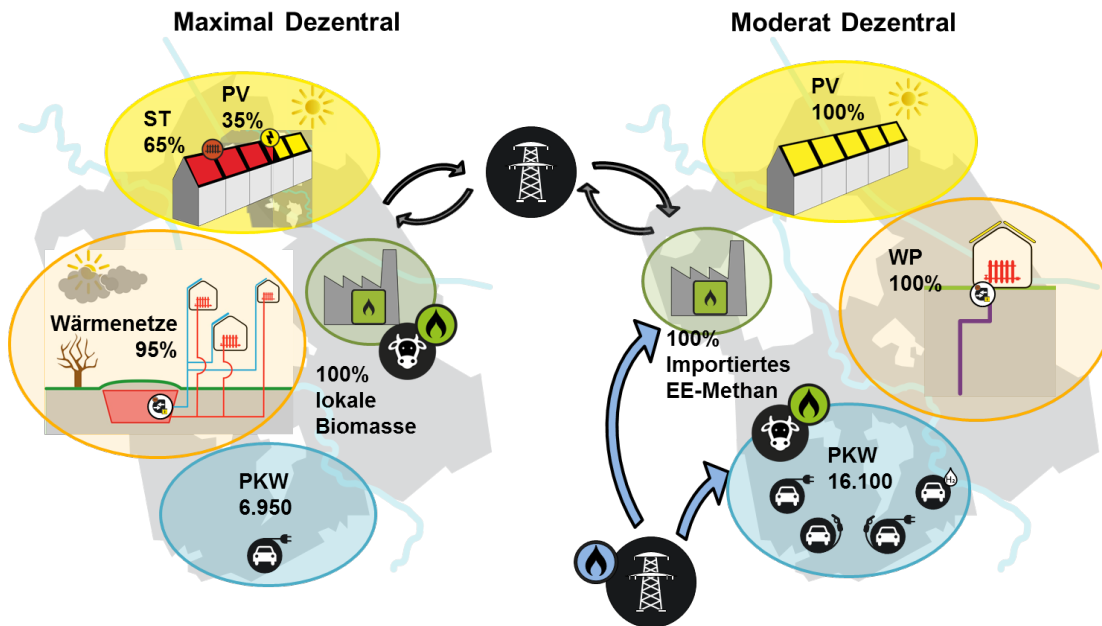 Maximal Dezentral
Moderat Dezentral
PV
35%
ST
65%
PV
100%
WP
100%
Wärmenetze
95%
100%
lokale
Biomasse
100%
Importiertes
EE-Methan
PKW
6.950
PKW
16.100
H₂